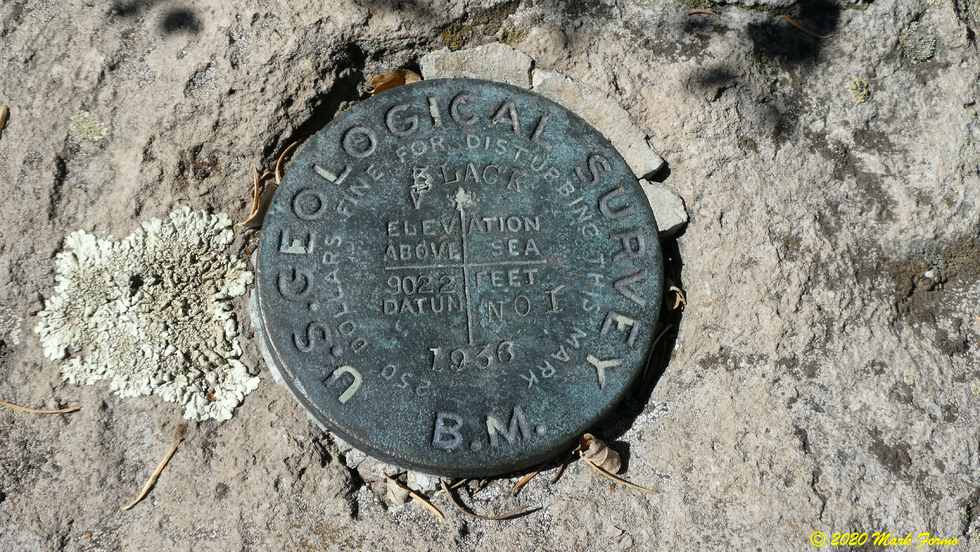 U.S. GEOLOGICAL SURVEY
250 DOLLARS FINE FOR DISTURBING THIS MARK
BLACK
ELEVATION
ABOVE SEA
9022 FEET
DATUM NO 1
1936
B.M.
© 2020 Mark Formo